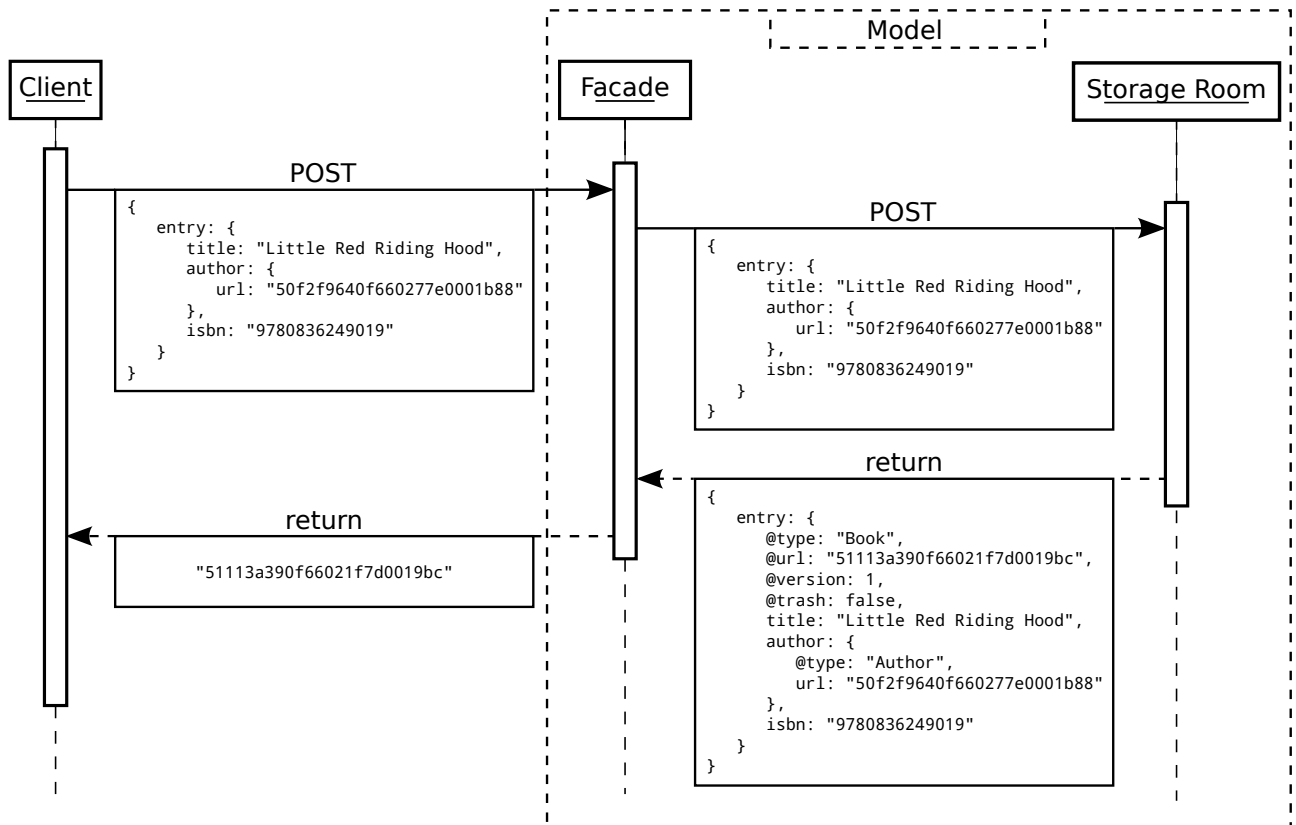 Model
Client
Facade
Storage Room
POST
{
entry: {
title: "Little Red Riding Hood",
author: {
url: "50f2f9640f660277e0001b88"
},
isbn: "9780836249019"
}
}
POST
{
entry: {
title: "Little Red Riding Hood",
author: {
url: "50f2f9640f660277e0001b88"
},
isbn: "9780836249019"
}
}
return
{
entry: {
@type: "Book",
@url: "51113a390f66021f7d0019bc",
@version: 1,
@trash: false,
title: "Little Red Riding Hood",
author: {
@type: "Author",
url: "50f2f9640f660277e0001b88"
},
isbn: "9780836249019"
}
}
return
"51113a390f66021f7d0019bc"